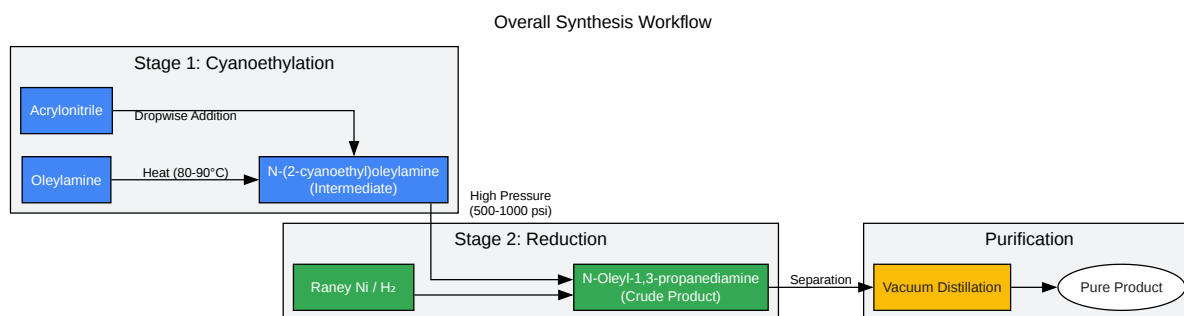 Overall Synthesis Workflow
Stage 1: Cyanoethylation
Acrylonitrile
Dropwise Addition
Oleylamine
Heat (80-90°C)
N-(2-cyanoethyl)oleylamine
(Intermediate)
High Pressure
(500-1000 psi)
Stage 2: Reduction
Raney Ni / H₂
N-Oleyl-1,3-propanediamine
(Crude Product)
Separation
Purification
Vacuum Distillation
Pure Product